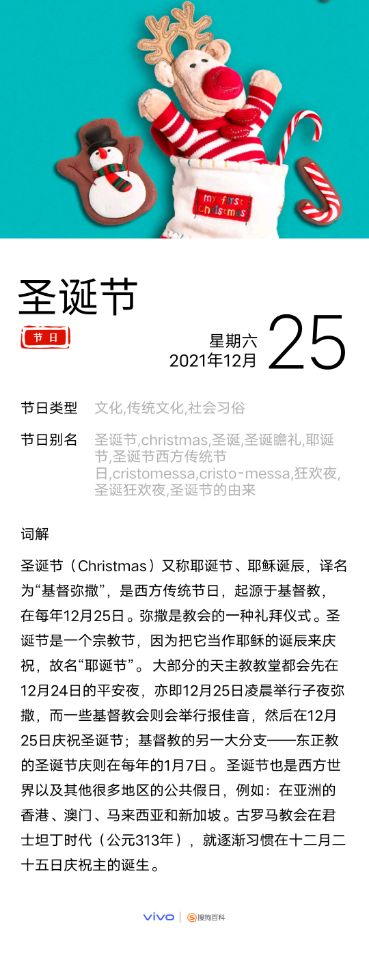 my first
Christmas
圣诞节
节日
星期六
2021年12月
25
节日类型 文化,传统文化,社会习俗
节日别名 圣诞节,christmas,圣诞,圣诞瞻礼,耶诞
节,圣诞节西方传统节
日,cristomessa,cristo-messa,狂欢夜,
圣诞狂欢夜,圣诞节的由来
词解
圣诞节（Christmas）又称耶诞节、耶稣诞辰，译名
为“基督弥撒”，是西方传统节日，起源于基督教，
在每年12月25日。弥撒是教会的一种礼拜仪式。圣
诞节是一个宗教节，因为把它当作耶稣的诞辰来庆
祝，故名“耶诞节”。 大部分的天主教教堂都会先在
12月24日的平安夜，亦即12月25日凌晨举行子夜弥
撒，而一些基督教会则会举行报佳音，然后在12月
25日庆祝圣诞节；基督教的另一大分支——东正教
的圣诞节庆则在每年的1月7日。 圣诞节也是西方世
界以及其他很多地区的公共假日，例如：在亚洲的
香港、澳门、马来西亚和新加坡。古罗马教会在君
士坦丁时代（公元313年），就逐渐习惯在十二月二
十五日庆祝主的诞生。
vivo | S搜狗百科